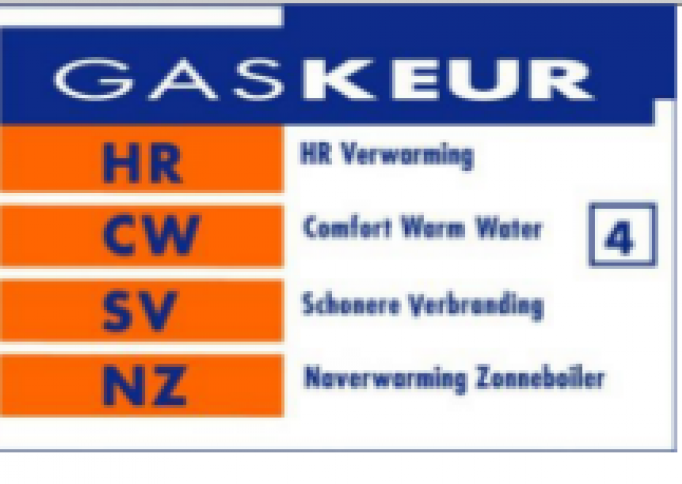 GASKEUR
HR HR Verwarming
CW Comfort Warm Water 4
SV Schonere Verbranding
NZ Naverwarming Zonneboiler